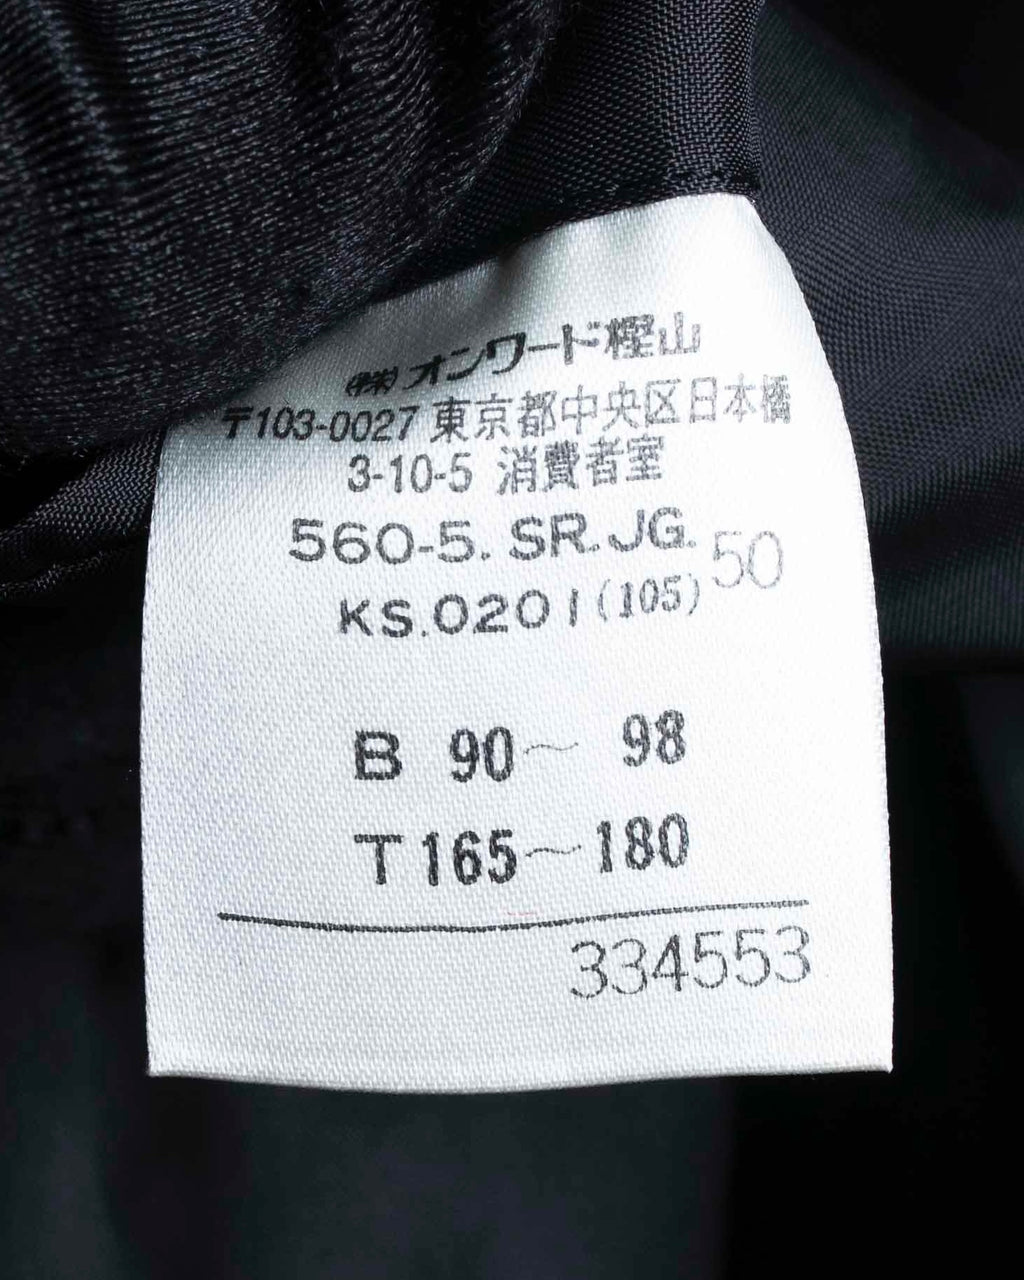 ㈱オンワード樫山
〒103-0027 東京都中央区日本橋
3-10-5 消費者室
560-5. SR.JG. 50
KS.0201(105)
B 90～ 98
T165～180
334553